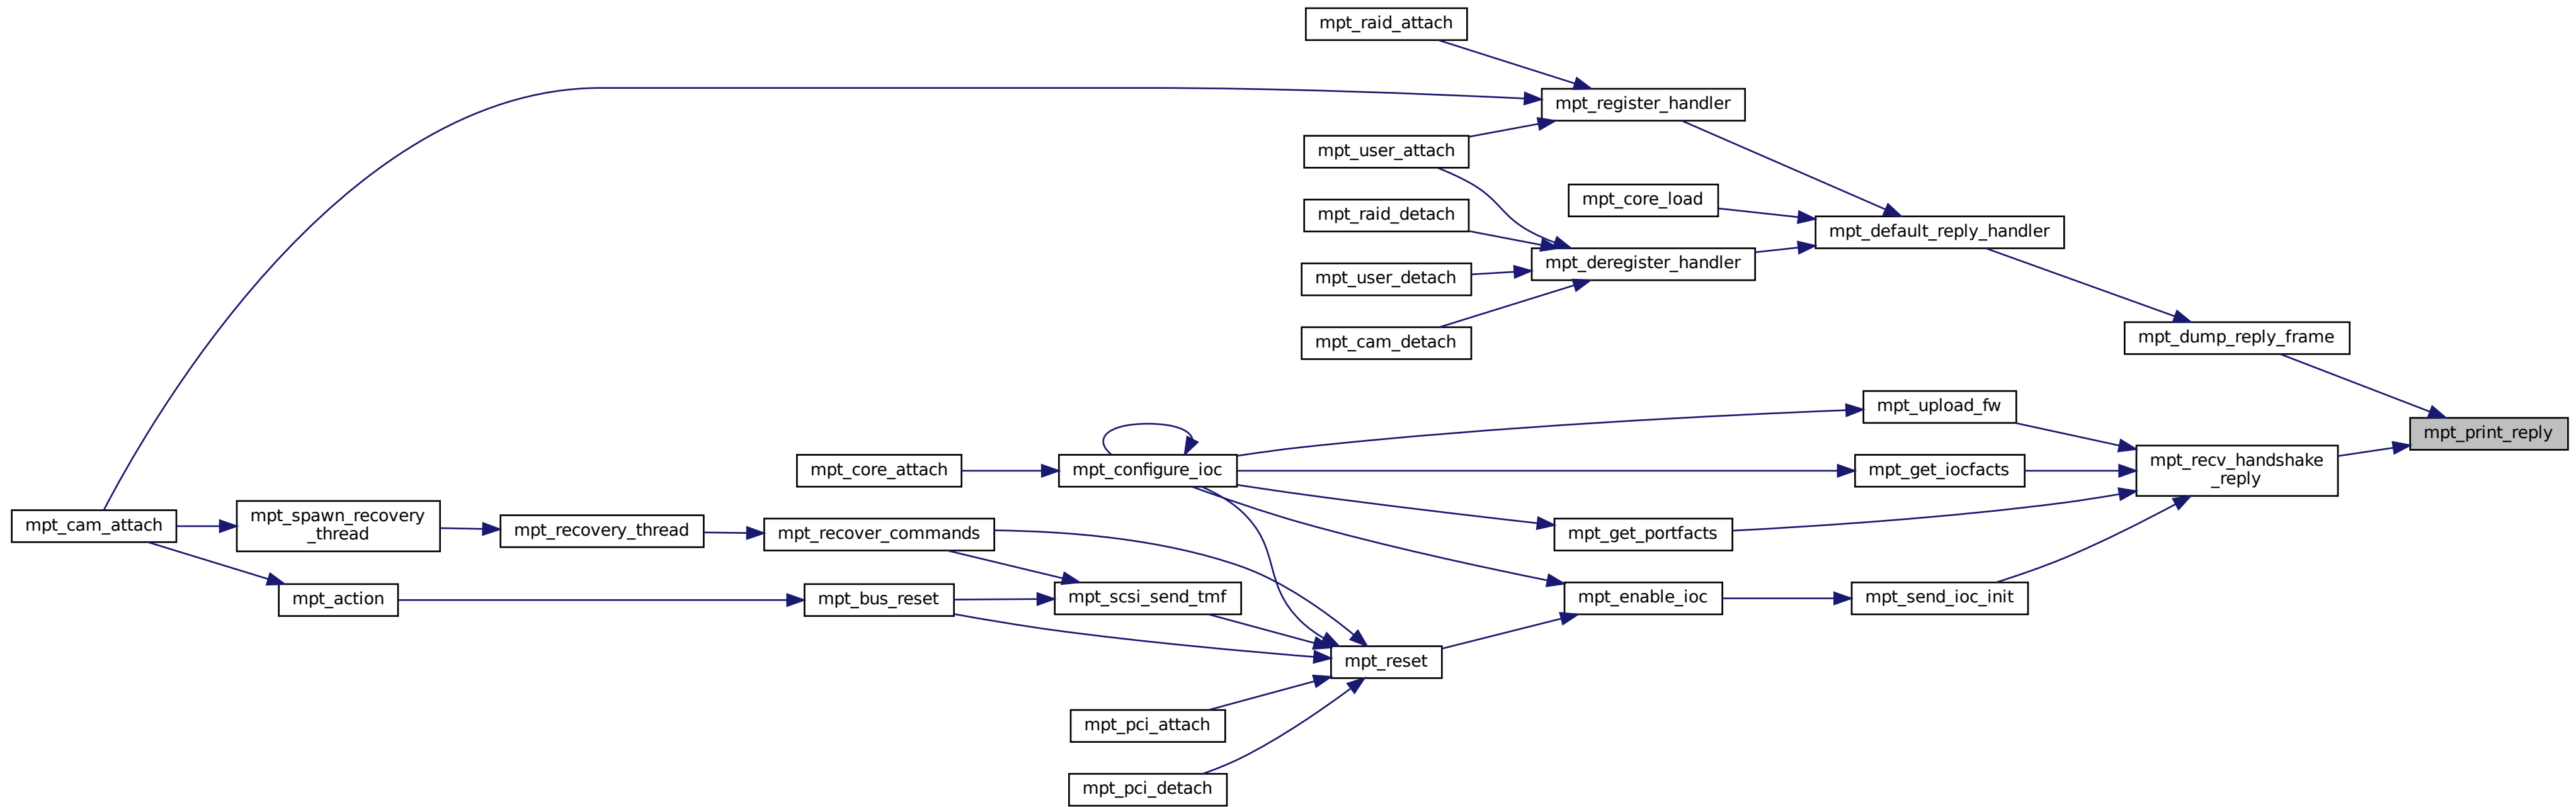 mpt_raid_attach
mpt_register_handler
mpt_user_attach
mpt_core_load
mpt_raid_detach
mpt_default_reply_handler
mpt_deregister_handler
mpt_user_detach
mpt_dump_reply_frame
mpt_cam_detach
mpt_upload_fw
mpt_print_reply
mpt_recv_handshake
_reply
mpt_core_attach
mpt_configure_ioc
mpt_get_iocfacts
mpt_cam_attach
mpt_spawn_recovery
_thread
mpt_recovery_thread
mpt_recover_commands
mpt_get_portfacts
mpt_action
mpt_bus_reset
mpt_scsi_send_tmf
mpt_enable_ioc
mpt_send_ioc_init
mpt_reset
mpt_pci_attach
mpt_pci_detach